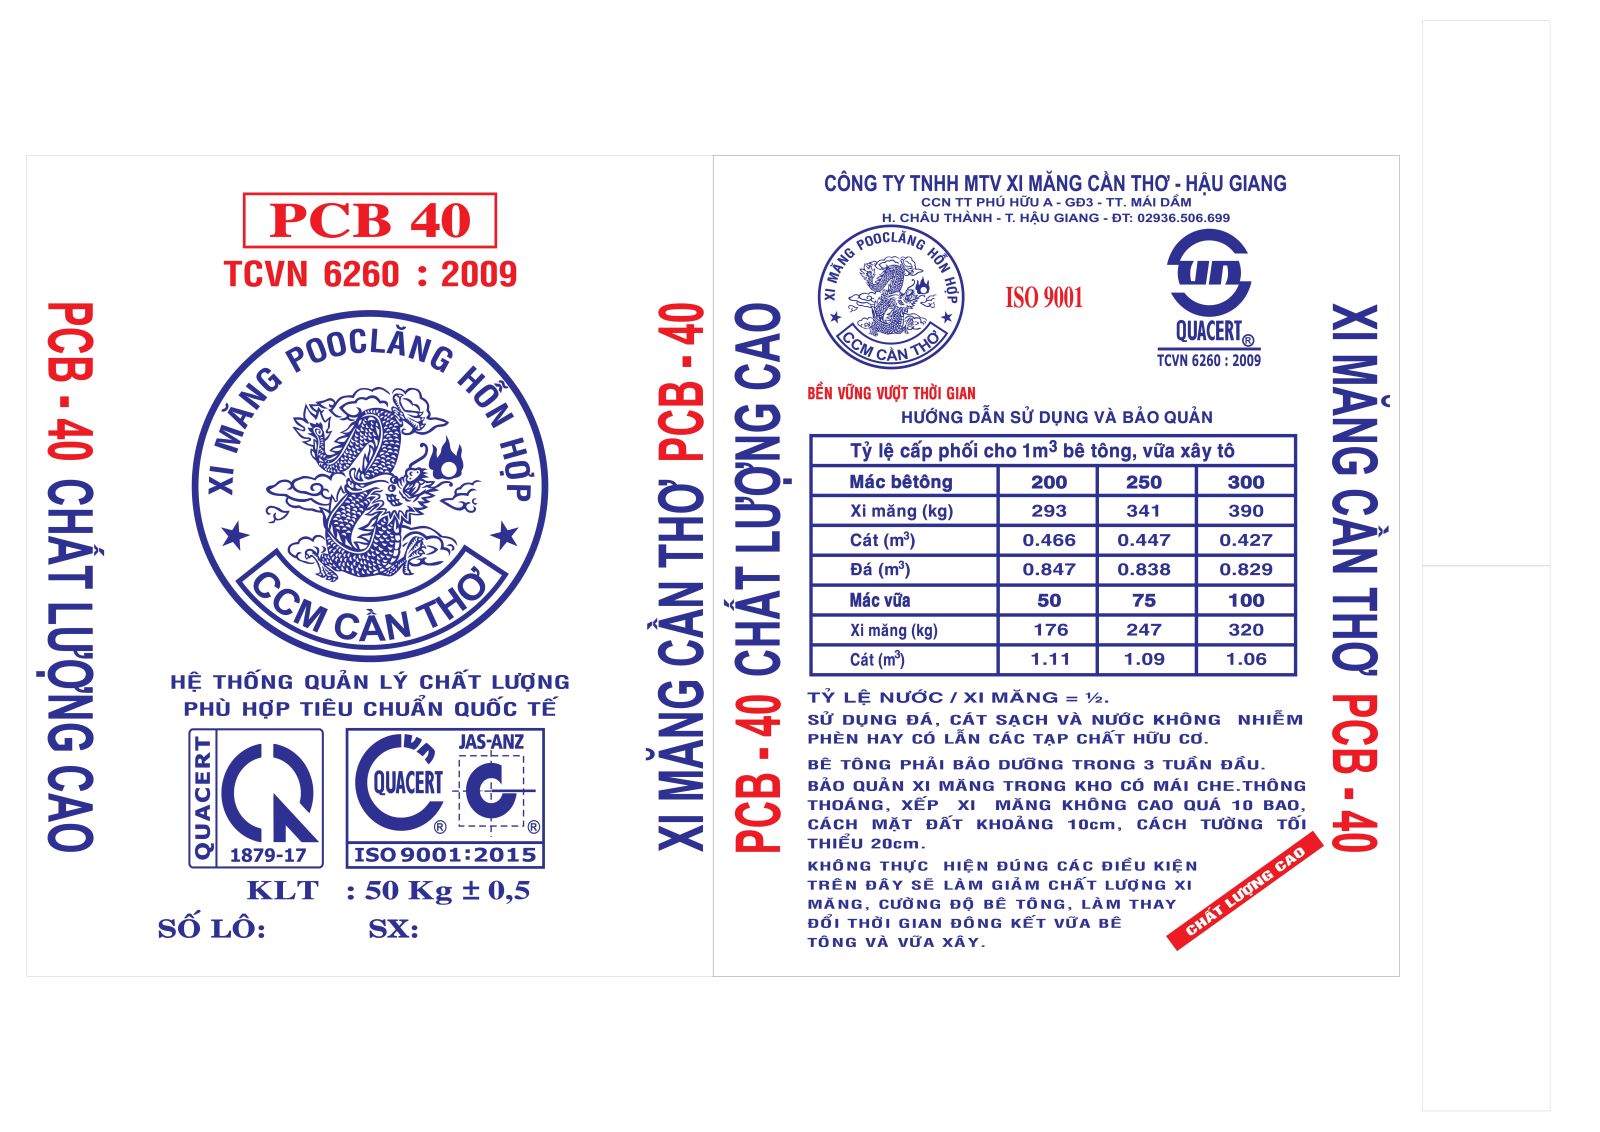 PCB 40
TCVN 6260 : 2009
PCB - 40 CHẤT LƯỢNG CAO
XI MĂNG POOCLĂNG HỖN HỢP
CCM CẦN THƠ
XI MĂNG CẦN THƠ PCB - 40
HỆ THỐNG QUẢN LÝ CHẤT LƯỢNG
PHÙ HỢP TIÊU CHUẨN QUỐC TẾ
QUACERT
1879-17
QUACERT ®
JAS-ANZ
®
ISO 9001:2015
KLT : 50 Kg ± 0,5
SỐ LÔ: SX:
PCB - 40 CHẤT LƯỢNG CAO
CÔNG TY TNHH MTV XI MĂNG CẦN THƠ - HẬU GIANG
CCN TT PHÚ HỮU A - GĐ3 - TT. MÁI DẦM
H. CHÂU THÀNH - T. HẬU GIANG - ĐT: 02936.506.699
XI MĂNG POOCLĂNG HỖN HỢP
CCM CẦN THƠ
ISO 9001
QUACERT ®
TCVN 6260 : 2009
BỀN VỮNG VƯỢT THỜI GIAN
HƯỚNG DẪN SỬ DỤNG VÀ BẢO QUẢN
Tỷ lệ cấp phối cho 1m³ bê tông, vữa xây tô
Mác bêtông 200 250 300
Xi măng (kg) 293 341 390
Cát (m³) 0.466 0.447 0.427
Đá (m³) 0.847 0.838 0.829
Mác vữa 50 75 100
Xi măng (kg) 176 247 320
Cát (m³) 1.11 1.09 1.06
TỶ LỆ NƯỚC / XI MĂNG = ½.
SỬ DỤNG ĐÁ, CÁT SẠCH VÀ NƯỚC KHÔNG NHIỄM
PHÈN HAY CÓ LẪN CÁC TẠP CHẤT HỮU CƠ.
BÊ TÔNG PHẢI BẢO DƯỠNG TRONG 3 TUẦN ĐẦU.
BẢO QUẢN XI MĂNG TRONG KHO CÓ MÁI CHE.THÔNG
THOÁNG, XẾP XI MĂNG KHÔNG CAO QUÁ 10 BAO,
CÁCH MẶT ĐẤT KHOẢNG 10cm, CÁCH TƯỜNG TỐI
THIỂU 20cm.
KHÔNG THỰC HIỆN ĐÚNG CÁC ĐIỀU KIỆN
TRÊN ĐÂY SẼ LÀM GIẢM CHẤT LƯỢNG XI
MĂNG, CƯỜNG ĐỘ BÊ TÔNG, LÀM THAY
ĐỔI THỜI GIAN ĐÔNG KẾT VỮA BÊ
TÔNG VÀ VỮA XÂY.
CHẤT LƯỢNG CAO
XI MĂNG CẦN THƠ PCB - 40